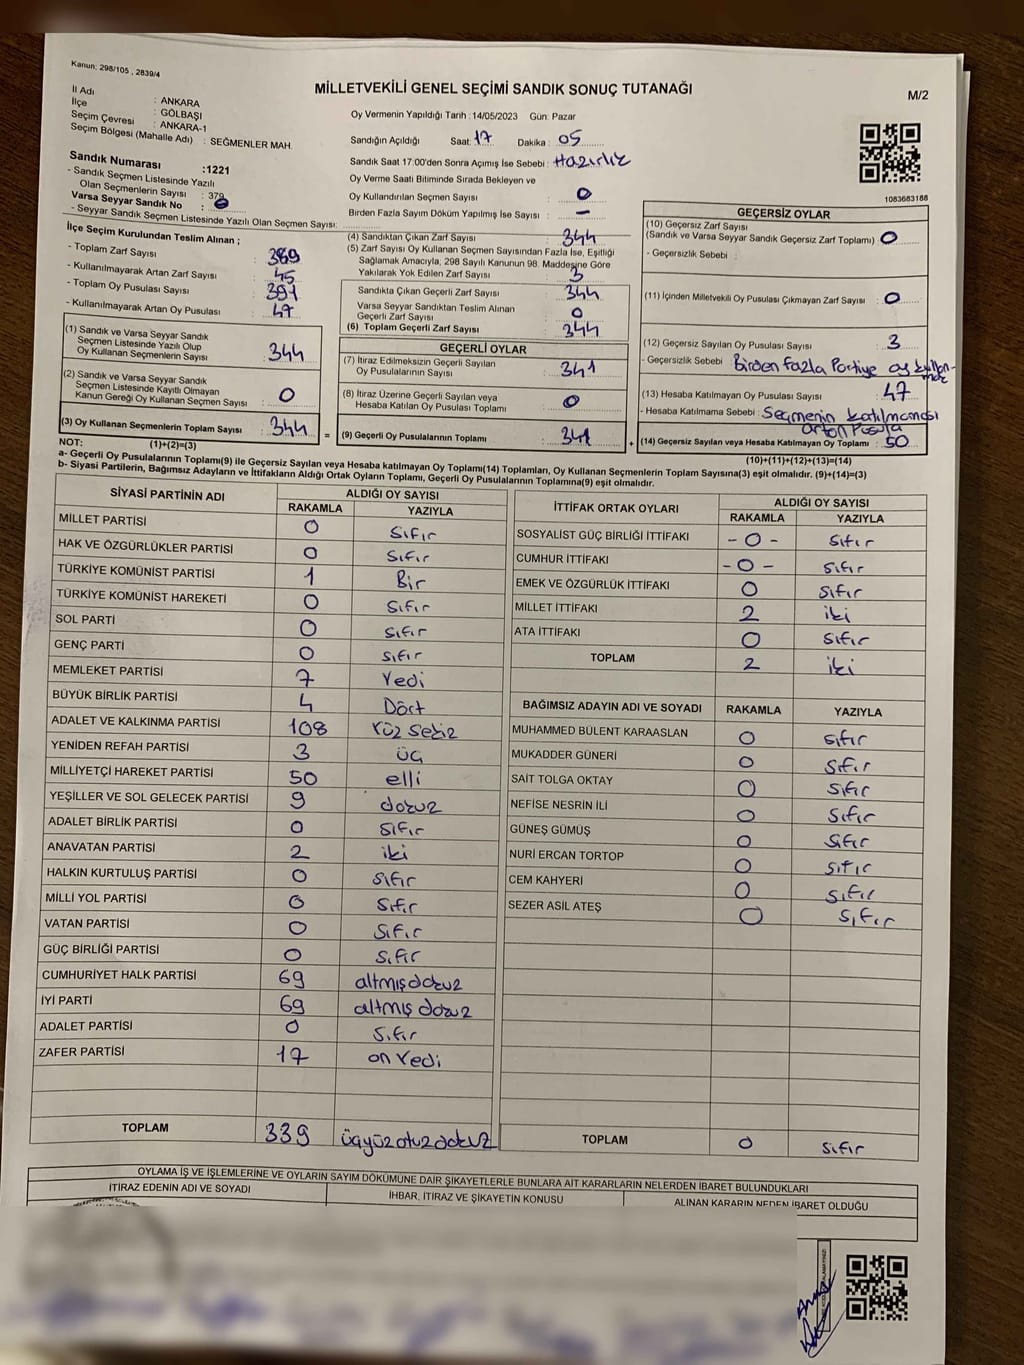 Kanun: 298/105 , 2839/4
MİLLETVEKİLİ GENEL SEÇİMİ SANDIK SONUÇ TUTANAĞI
M/2
İl Adı : ANKARA
İlçe : GÖLBAŞI
Seçim Çevresi : ANKARA-1
Seçim Bölgesi (Mahalle Adı) : SEĞMENLER MAH.
Sandık Numarası :1221
- Sandık Seçmen Listesinde Yazılı
Olan Seçmenlerin Sayısı : 379
Varsa Seyyar Sandık No : 0
- Seyyar Sandık Seçmen Listesinde Yazılı Olan Seçmen Sayısı:
Oy Vermenin Yapıldığı Tarih : 14/05/2023 Gün: Pazar
Sandığın Açıldığı Saat: 17 Dakika : 05
Sandık Saat 17:00'den Sonra Açımış İse Sebebi : Hazırlık
Oy Verme Saati Bitiminde Sırada Bekleyen ve
Oy Kullandırılan Seçmen Sayısı : 0
Birden Fazla Sayım Döküm Yapılmış İse Sayısı : –
1083683188
İlçe Seçim Kurulundan Teslim Alınan ;
- Toplam Zarf Sayısı : 389
- Kullanılmayarak Artan Zarf Sayısı : 45
- Toplam Oy Pusulası Sayısı : 391
- Kullanılmayarak Artan Oy Pusulası : 47
(1) Sandık ve Varsa Seyyar Sandık
Seçmen Listesinde Yazılı Olup
Oy Kullanan Seçmenlerin Sayısı : 344
(2) Sandık ve Varsa Seyyar Sandık
Seçmen Listesinde Kayıtlı Olmayan
Kanun Gereği Oy Kullanan Seçmen Sayısı : 0
(3) Oy Kullanan Seçmenlerin Toplam Sayısı : 344
(1)+(2)=(3)
(4) Sandıktan Çıkan Zarf Sayısı : 344
(5) Zarf Sayısı Oy Kullanan Seçmen Sayısından Fazla İse, Eşitliği
Sağlamak Amacıyla, 298 Sayılı Kanunun 98. Maddesine Göre
Yakılarak Yok Edilen Zarf Sayısı : 3
Sandıkta Çıkan Geçerli Zarf Sayısı : 344
Varsa Seyyar Sandıktan Teslim Alınan
Geçerli Zarf Sayısı : 0
(6) Toplam Geçerli Zarf Sayısı : 344
GEÇERLİ OYLAR
(7) İtiraz Edilmeksizin Geçerli Sayılan
Oy Pusulalarının Sayısı : 341
(8) İtiraz Üzerine Geçerli Sayılan veya
Hesaba Katılan Oy Pusulası Toplamı : 0
= (9) Geçerli Oy Pusulalarının Toplamı : 341
GEÇERSİZ OYLAR
(10) Geçersiz Zarf Sayısı
(Sandık ve Varsa Seyyar Sandık Geçersiz Zarf Toplamı) : 0
- Geçersizlik Sebebi :
(11) İçinden Milletvekili Oy Pusulası Çıkmayan Zarf Sayısı : 0
(12) Geçersiz Sayılan Oy Pusulası Sayısı : 3
- Geçersizlik Sebebi : Birden fazla Partiye oy
(13) Hesaba Katılmayan Oy Pusulası Sayısı : 47
- Hesaba Katılmama Sebebi : Seçmenin katılmaması
artan Pusula
+ (14) Geçersiz Sayılan veya Hesaba Katılmayan Oy Toplamı : 50
(10)+(11)+(12)+(13)=(14)
NOT:
a- Geçerli Oy Pusulalarının Toplamı(9) ile Geçersiz Sayılan veya Hesaba katılmayan Oy Toplamı(14) Toplamları, Oy Kullanan Seçmenlerin Toplam Sayısına(3) eşit olmalıdır. (9)+(14)=(3)
b- Siyasi Partilerin, Bağımsız Adayların ve İttifakların Aldığı Ortak Oyların Toplamı, Geçerli Oy Pusulalarının Toplamına(9) eşit olmalıdır.
SİYASİ PARTİNİN ADI ALDIĞI OY SAYISI
RAKAMLA YAZIYLA
MİLLET PARTİSİ 0 Sıfır
HAK VE ÖZGÜRLÜKLER PARTİSİ 0 Sıfır
TÜRKİYE KOMÜNİST PARTİSİ 1 Bir
TÜRKİYE KOMÜNİST HAREKETİ 0 Sıfır
SOL PARTİ 0 Sıfır
GENÇ PARTİ 0 Sıfır
MEMLEKET PARTİSİ 7 Yedi
BÜYÜK BİRLİK PARTİSİ 4 Dört
ADALET VE KALKINMA PARTİSİ 108 Yüz Sekiz
YENİDEN REFAH PARTİSİ 3 üç
MİLLİYETÇİ HAREKET PARTİSİ 50 elli
YEŞİLLER VE SOL GELECEK PARTİSİ 9 dokuz
ADALET BİRLİK PARTİSİ 0 Sıfır
ANAVATAN PARTİSİ 2 iki
HALKIN KURTULUŞ PARTİSİ 0 Sıfır
MİLLİ YOL PARTİSİ 0 Sıfır
VATAN PARTİSİ 0 Sıfır
GÜÇ BİRLİĞİ PARTİSİ 0 Sıfır
CUMHURİYET HALK PARTİSİ 69 altmış dokuz
İYİ PARTİ 69 altmış dokuz
ADALET PARTİSİ 0 Sıfır
ZAFER PARTİSİ 17 on Yedi
TOPLAM 339 üçyüz otuz dokuz
İTTİFAK ORTAK OYLARI ALDIĞI OY SAYISI
RAKAMLA YAZIYLA
SOSYALİST GÜÇ BİRLİĞİ İTTİFAKI - 0 - Sıfır
CUMHUR İTTİFAKI - 0 - Sıfır
EMEK VE ÖZGÜRLÜK İTTİFAKI 0 Sıfır
MİLLET İTTİFAKI 2 iki
ATA İTTİFAKI 0 Sıfır
TOPLAM 2 iki
BAĞIMSIZ ADAYIN ADI VE SOYADI RAKAMLA YAZIYLA
MUHAMMED BÜLENT KARAASLAN 0 Sıfır
MUKADDER GÜNERİ 0 Sıfır
SAİT TOLGA OKTAY 0 Sıfır
NEFİSE NESRİN İLİ 0 Sıfır
GÜNEŞ GÜMÜŞ 0 Sıfır
NURİ ERCAN TORTOP 0 Sıfır
CEM KAHYERİ 0 Sıfır
SEZER ASİL ATEŞ 0 Sıfır
TOPLAM 0 Sıfır
OYLAMA İŞ VE İŞLEMLERİNE VE OYLARIN SAYIM DÖKÜMÜNE DAİR ŞİKAYETLERLE BUNLARA AİT KARARLARIN NELERDEN İBARET BULUNDUKLARI
İTİRAZ EDENİN ADI VE SOYADI İHBAR, İTİRAZ VE ŞİKAYETİN KONUSU ALINAN KARARIN NEDEN İBARET OLDUĞU